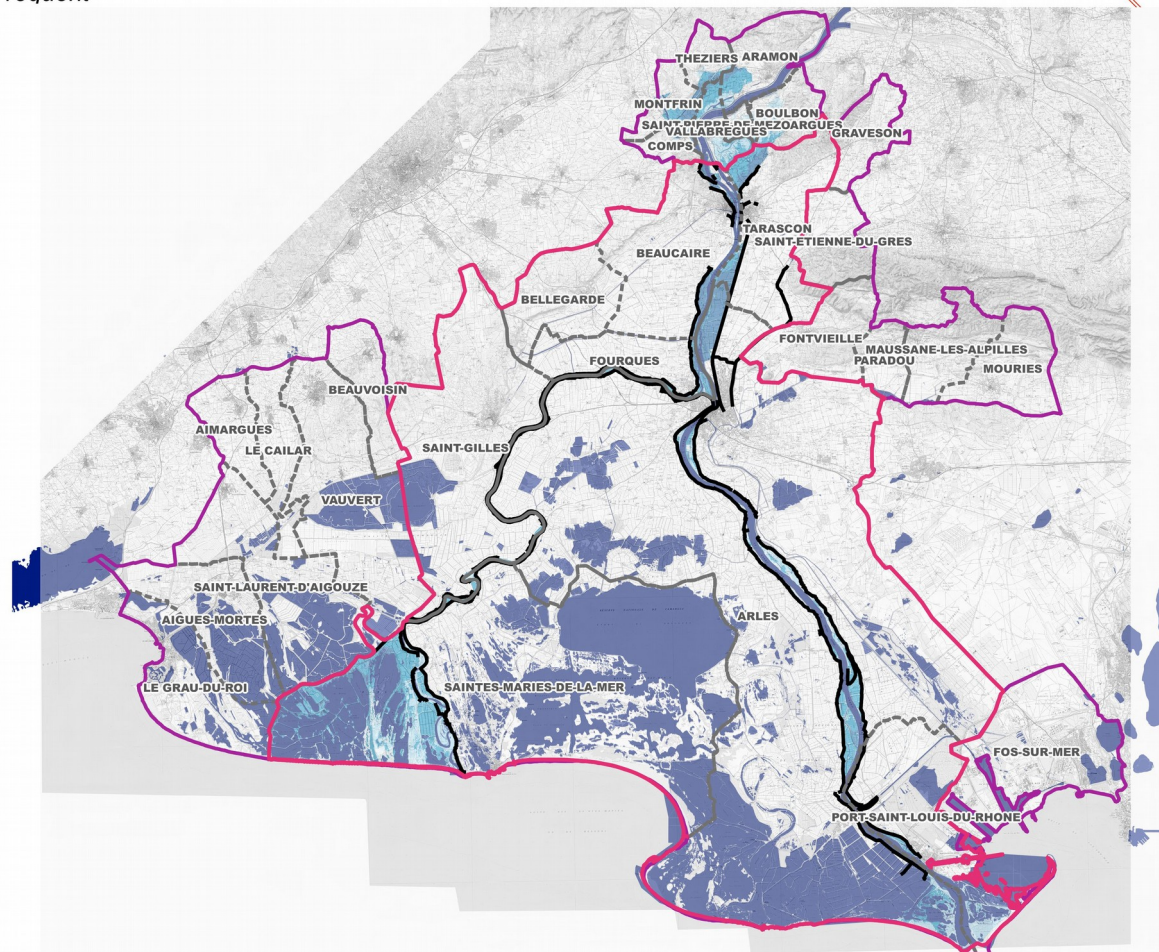 THEZIERS ARAMON
MONTFRIN
BOULBON
SAINT-PIERRE-DE-MEZOARGUES
VALLABREGUES
GRAVESON
COMPS
TARASCON
SAINT-ETIENNE-DU-GRES
BEAUCAIRE
BELLEGARDE
FONTVIEILLE
MAUSSANE-LES-ALPILLES
FOURQUES
PARADOU
MOURIES
BEAUVOISIN
AIMARGUES
SAINT-GILLES
LE CAILAR
VAUVERT
SAINT-LAURENT-D'AIGOUZE
ARLES
AIGUES-MORTES
LE GRAU-DU-ROI
SAINTES-MARIES-DE-LA-MER
FOS-SUR-MER
PORT-SAINT-LOUIS-DU-RHONE